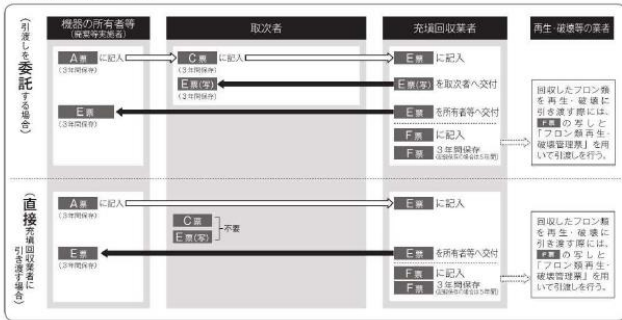 機器の所有者等
(廃棄等実施者)
取次者
充填回収業者
再生・破壊等の業者
(引渡しを委託する場合)
A票 に記入
(3年間保存)
C票 に記入
(3年間保存)
E票 に記入
E票(写)
(3年間保存)
E票(写) を取次者へ交付
E票
(3年間保存)
E票 を所有者等へ交付
F票 に記入
F票 3年間保存
回収したフロン類
を再生・破壊に
引き渡す際には、
F票 の写しと
「フロン類再生・
破壊管理票」を用
いて引渡しを行う。
(直接充填回収業者に引き渡す場合)
A票 に記入
(3年間保存)
E票 に記入
C票
E票(写)
不要
E票
(3年間保存)
E票 を所有者等へ交付
F票 に記入
F票 3年間保存
回収したフロン類
を再生・破壊に
引き渡す際には、
F票 の写しと
「フロン類再生・
破壊管理票」を用
いて引渡しを行う。